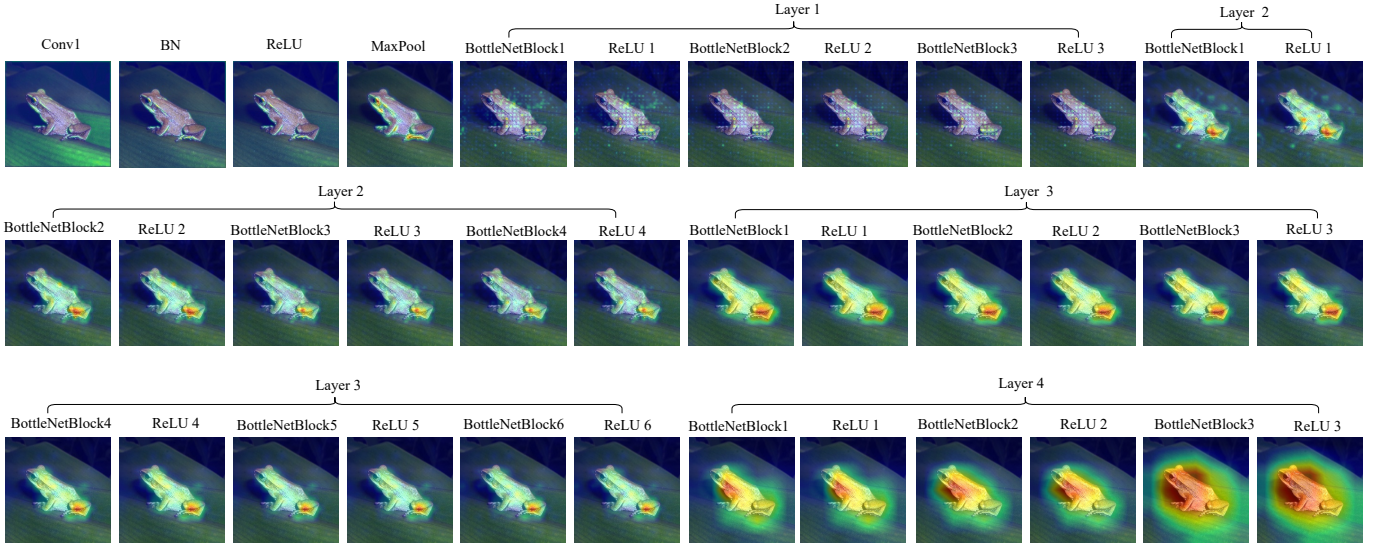 Layer 1
Layer 2
Conv1 BN ReLU MaxPool BottleNetBlock1 ReLU 1 BottleNetBlock2 ReLU 2 BottleNetBlock3 ReLU 3 BottleNetBlock1 ReLU 1
Layer 2
Layer 3
BottleNetBlock2 ReLU 2 BottleNetBlock3 ReLU 3 BottleNetBlock4 ReLU 4 BottleNetBlock1 ReLU 1 BottleNetBlock2 ReLU 2 BottleNetBlock3 ReLU 3
Layer 3
Layer 4
BottleNetBlock4 ReLU 4 BottleNetBlock5 ReLU 5 BottleNetBlock6 ReLU 6 BottleNetBlock1 ReLU 1 BottleNetBlock2 ReLU 2 BottleNetBlock3 ReLU 3